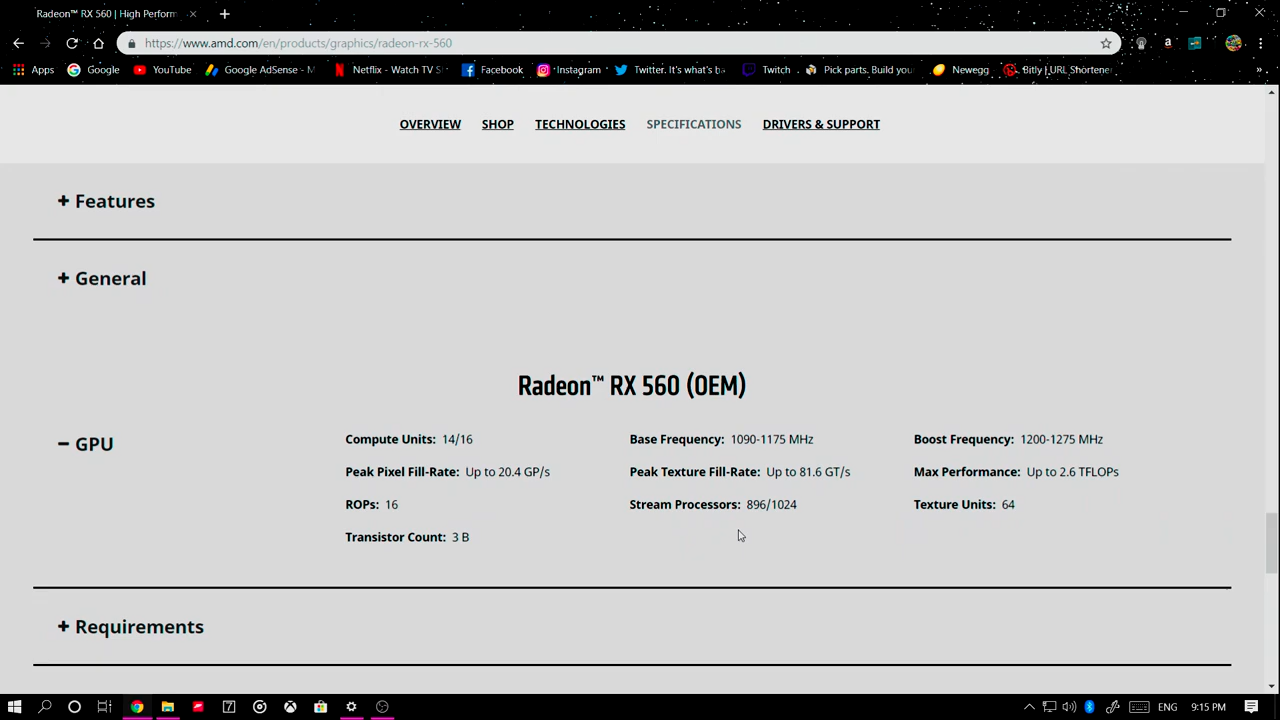 Radeon™ RX 560 | High Perform
https://www.amd.com/en/products/graphics/radeon-rx-560
Apps Google YouTube Google AdSense - M Netflix - Watch TV S Facebook Instagram Twitter. It's what's ha Twitch Pick parts. Build you Newegg Bitly | URL Shortener »
OVERVIEW SHOP TECHNOLOGIES SPECIFICATIONS DRIVERS & SUPPORT
+ Features
+ General
Radeon™ RX 560 (OEM)
− GPU
Compute Units: 14/16 Base Frequency: 1090-1175 MHz Boost Frequency: 1200-1275 MHz
Peak Pixel Fill-Rate: Up to 20.4 GP/s Peak Texture Fill-Rate: Up to 81.6 GT/s Max Performance: Up to 2.6 TFLOPs
ROPs: 16 Stream Processors: 896/1024 Texture Units: 64
Transistor Count: 3 B
+ Requirements
ENG 9:15 PM